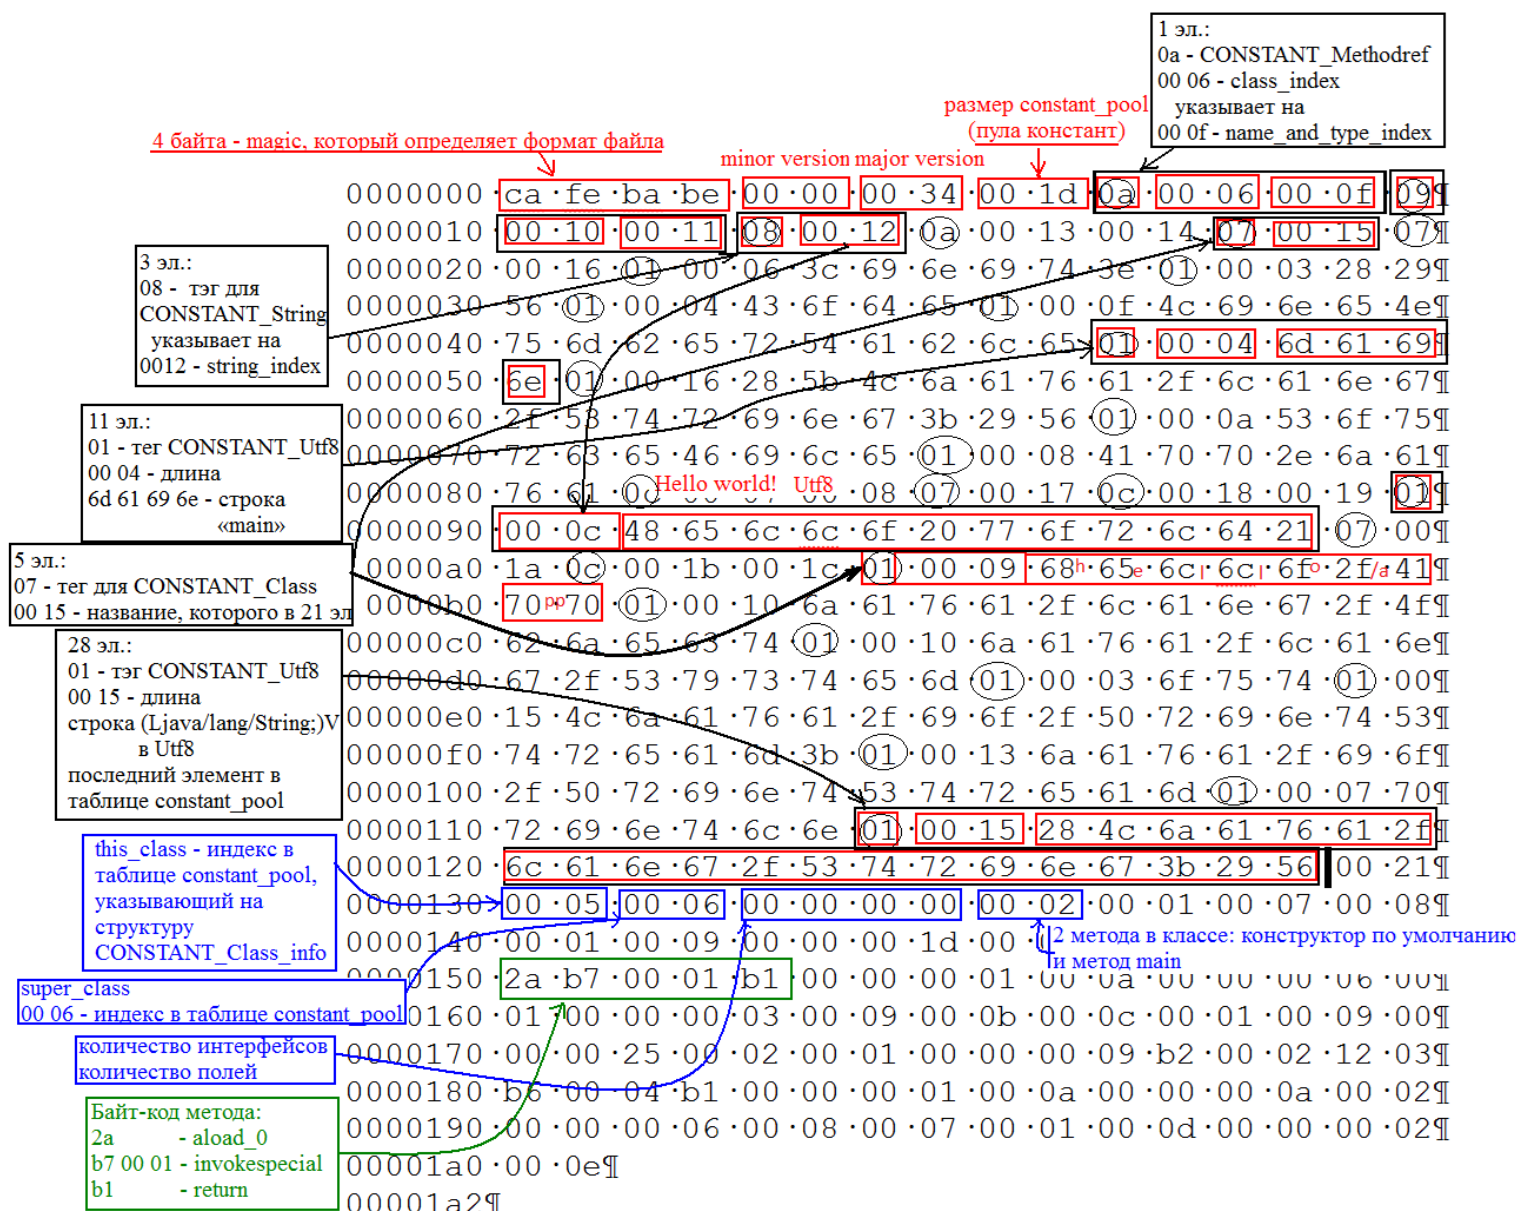 1 эл.:
0a - CONSTANT_Methodref
00 06 - class_index
указывает на
00 0f - name_and_type_index
размер constant_pool
(пула констант)
4 байта - magic, который определяет формат файла
minor version major version
0000000·ca·fe·ba·be·00·00·00·34·00·1d·0a·00·06·00·0f·09¶
0000010·00·10·00·11·08·00·12·0a·00·13·00·14·07·00·15·07¶
0000020·00·16·01·00·06·3c·69·6e·69·74·3e·01·00·03·28·29¶
0000030·56·01·00·04·43·6f·64·65·01·00·0f·4c·69·6e·65·4e¶
0000040·75·6d·62·65·72·54·61·62·6c·65·01·00·04·6d·61·69¶
0000050·6e·01·00·16·28·5b·4c·6a·61·76·61·2f·6c·61·6e·67¶
0000060·2f·53·74·72·69·6e·67·3b·29·56·01·00·0a·53·6f·75¶
0000070·72·63·65·46·69·6c·65·01·00·08·41·70·70·2e·6a·61¶
Hello world! Utf8
0000080·76·61·0c 00·08·07·00·17·0c·00·18·00·19·01¶
0000090·00·0c·48·65·6c·6c·6f·20·77·6f·72·6c·64·21·07·00¶
00000a0·1a·0c·00·1b·00·1c·01·00·09·68·65·6c·6c·6f·2f·41¶
h e l l o /a
00000b0·70·70·01·00·10·6a·61·76·61·2f·6c·61·6e·67·2f·4f¶
pp
00000c0·62·6a·65·63·74·01·00·10·6a·61·76·61·2f·6c·61·6e¶
00000d0·67·2f·53·79·73·74·65·6d·01·00·03·6f·75·74·01·00¶
00000e0·15·4c·6a·61·76·61·2f·69·6f·2f·50·72·69·6e·74·53¶
00000f0·74·72·65·61·6d·3b·01·00·13·6a·61·76·61·2f·69·6f¶
0000100·2f·50·72·69·6e·74·53·74·72·65·61·6d·01·00·07·70¶
0000110·72·69·6e·74·6c·6e·01·00·15·28·4c·6a·61·76·61·2f¶
0000120·6c·61·6e·67·2f·53·74·72·69·6e·67·3b·29·56·00·21¶
0000130·00·05·00·06·00·00·00·00·00·02·00·01·00·07·00·08¶
0000140·00·01·00·09·00·00·00·1d·00
0000150·2a·b7·00·01·b1·00·00·00·01·00·0a·00·00·00·06·00¶
0000160·01·00·00·00·03·00·09·00·0b·00·0c·00·01·00·09·00¶
0000170·00·00·25·00·02·00·01·00·00·00·09·b2·00·02·12·03¶
0000180·b6·00·04·b1·00·00·00·01·00·0a·00·00·00·0a·00·02¶
0000190·00·00·00·06·00·08·00·07·00·01·00·0d·00·00·00·02¶
00001a0·00·0e¶
00001a2¶
3 эл.:
08 - тэг для
CONSTANT_String
указывает на
0012 - string_index
11 эл.:
01 - тег CONSTANT_Utf8
00 04 - длина
6d 61 69 6e - строка
«main»
5 эл.:
07 - тег для CONSTANT_Class
00 15 - название, которого в 21 эл
28 эл.:
01 - тэг CONSTANT_Utf8
00 15 - длина
строка (Ljava/lang/String;)V
в Utf8
последний элемент в
таблице constant_pool
this_class - индекс в
таблице constant_pool,
указывающий на
структуру
CONSTANT_Class_info
super_class
00 06 - индекс в таблице constant_pool
количество интерфейсов
количество полей
2 метода в классе: конструктор по умолчанию
и метод main
Байт-код метода:
2a - aload_0
b7 00 01 - invokespecial
b1 - return